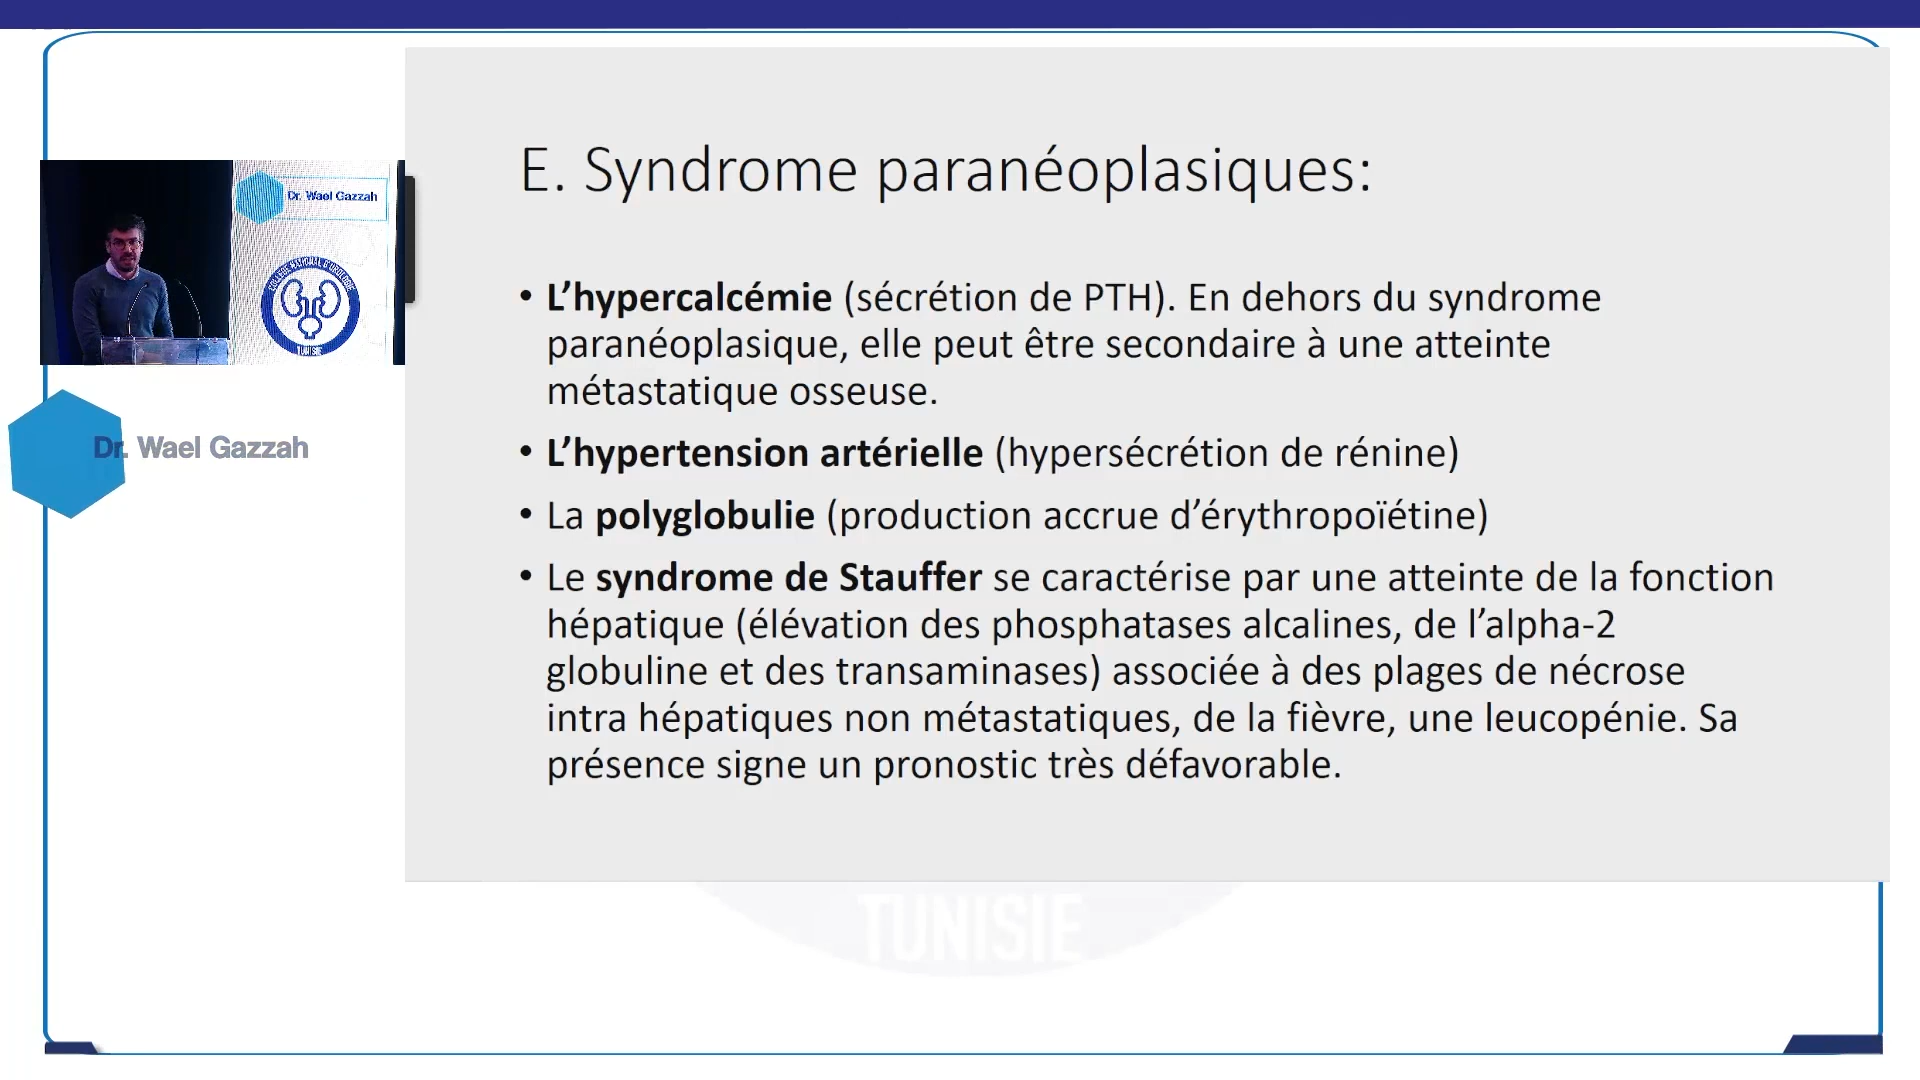 E. Syndrome paranéoplasiques:
• L’hypercalcémie (sécrétion de PTH). En dehors du syndrome
paranéoplasique, elle peut être secondaire à une atteinte
métastatique osseuse.
• L’hypertension artérielle (hypersécrétion de rénine)
• La polyglobulie (production accrue d’érythropoïétine)
• Le syndrome de Stauffer se caractérise par une atteinte de la fonction
hépatique (élévation des phosphatases alcalines, de l’alpha-2
globuline et des transaminases) associée à des plages de nécrose
intra hépatiques non métastatiques, de la fièvre, une leucopénie. Sa
présence signe un pronostic très défavorable.
Dr. Wael Gazzah
COLLÈGE NATIONAL D'UROLOGIE
TUNISIE
Dr. Wael Gazzah
TUNISIE